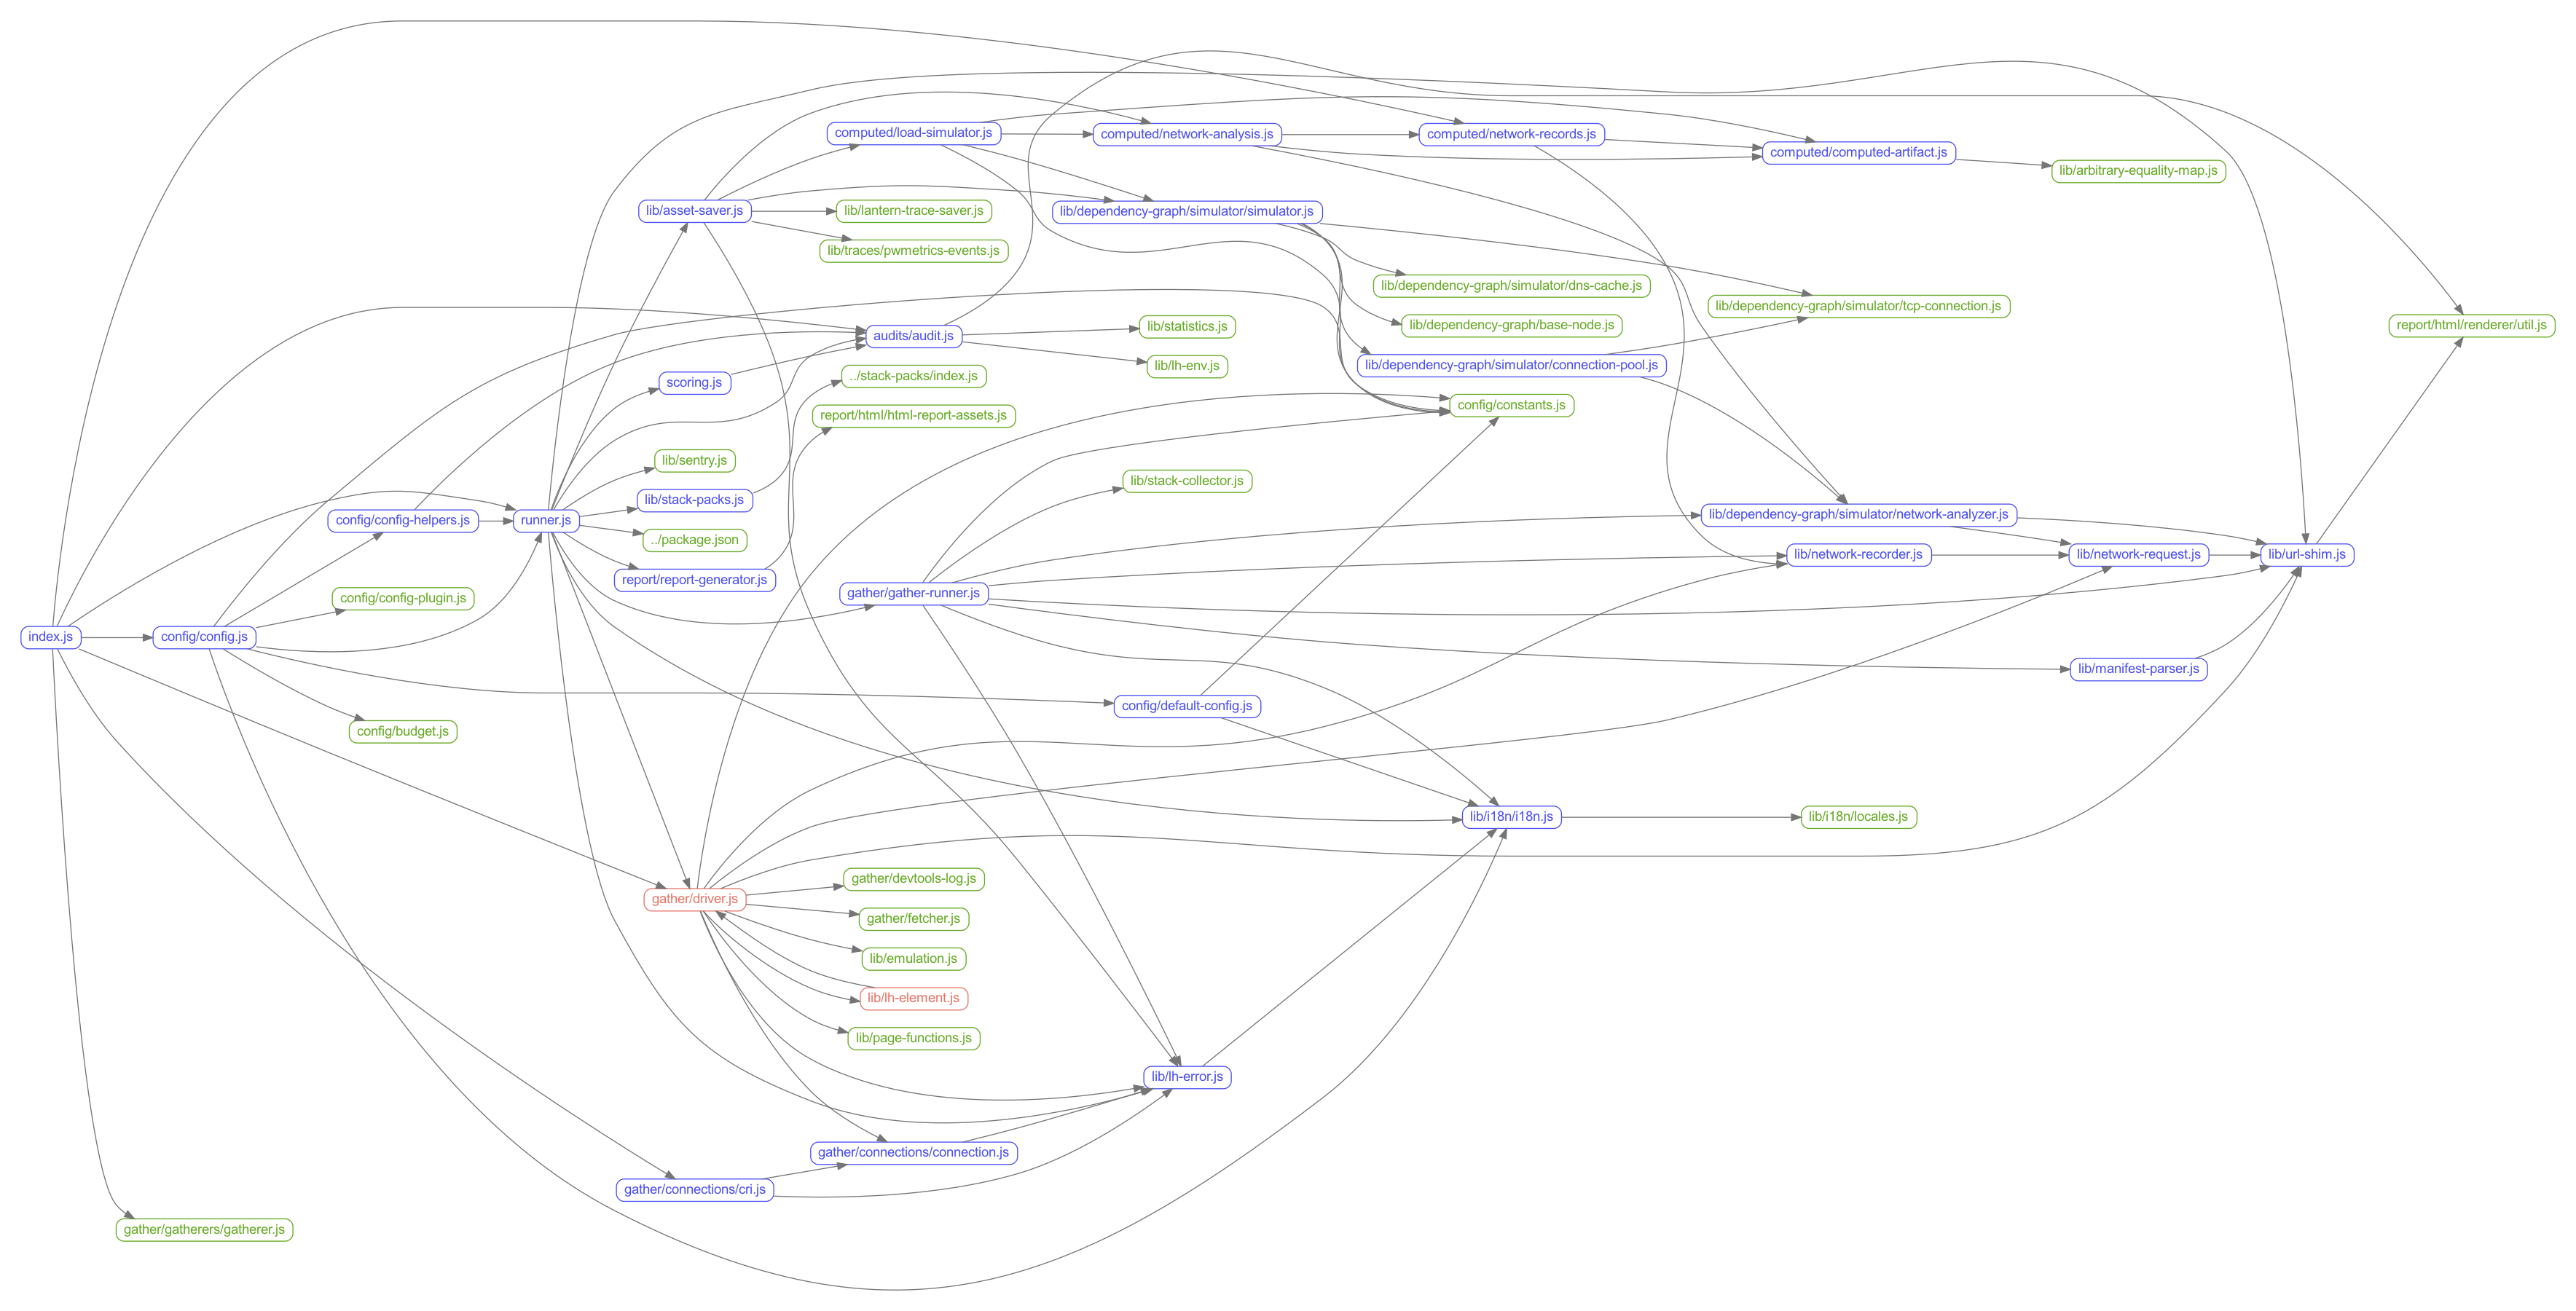 computed/load-simulator.js
computed/network-analysis.js
computed/network-records.js
computed/computed-artifact.js
lib/arbitrary-equality-map.js
lib/asset-saver.js
lib/lantern-trace-saver.js
lib/dependency-graph/simulator/simulator.js
lib/traces/pwmetrics-events.js
lib/dependency-graph/simulator/dns-cache.js
lib/dependency-graph/simulator/tcp-connection.js
lib/statistics.js
lib/dependency-graph/base-node.js
report/html/renderer/util.js
audits/audit.js
lib/lh-env.js
lib/dependency-graph/simulator/connection-pool.js
scoring.js
../stack-packs/index.js
report/html/html-report-assets.js
config/constants.js
lib/sentry.js
lib/stack-collector.js
lib/stack-packs.js
config/config-helpers.js
runner.js
lib/dependency-graph/simulator/network-analyzer.js
../package.json
lib/network-recorder.js
lib/network-request.js
lib/url-shim.js
report/report-generator.js
config/config-plugin.js
gather/gather-runner.js
index.js
config/config.js
lib/manifest-parser.js
config/default-config.js
config/budget.js
lib/i18n/i18n.js
lib/i18n/locales.js
gather/devtools-log.js
gather/driver.js
gather/fetcher.js
lib/emulation.js
lib/lh-element.js
lib/page-functions.js
lib/lh-error.js
gather/connections/connection.js
gather/connections/cri.js
gather/gatherers/gatherer.js